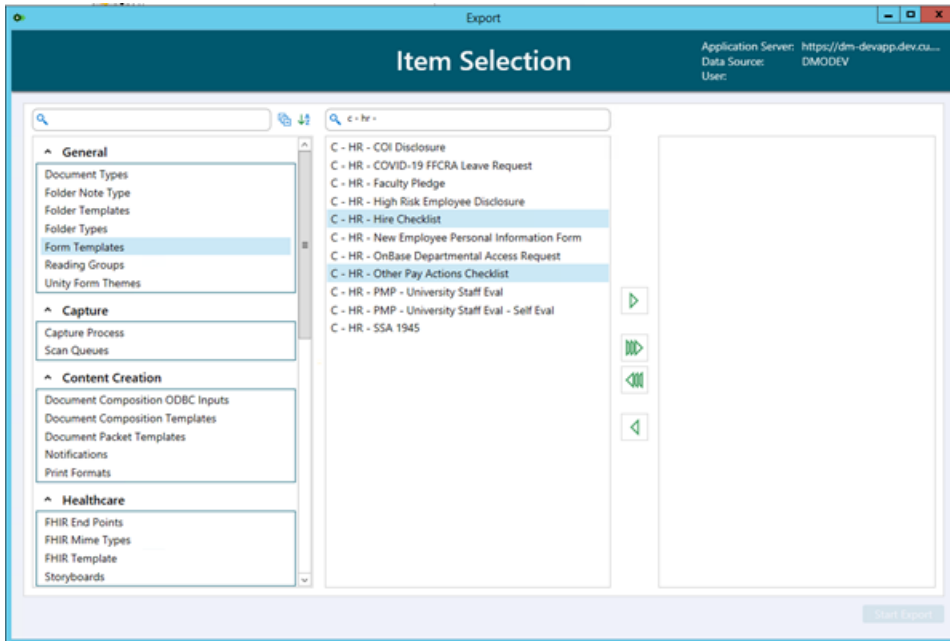 Export
Item Selection
Application Server: https://dm-devapp.dev.cu....
Data Source: DMODEV
User:
c - hr -
General
Document Types
Folder Note Type
Folder Templates
Folder Types
Form Templates
Reading Groups
Unity Form Themes
Capture
Capture Process
Scan Queues
Content Creation
Document Composition ODBC Inputs
Document Composition Templates
Document Packet Templates
Notifications
Print Formats
Healthcare
FHIR End Points
FHIR Mime Types
FHIR Template
Storyboards
C - HR - COI Disclosure
C - HR - COVID-19 FFCRA Leave Request
C - HR - Faculty Pledge
C - HR - High Risk Employee Disclosure
C - HR - Hire Checklist
C - HR - New Employee Personal Information Form
C - HR - OnBase Departmental Access Request
C - HR - Other Pay Actions Checklist
C - HR - PMP - University Staff Eval
C - HR - PMP - University Staff Eval - Self Eval
C - HR - SSA 1945
Start Export